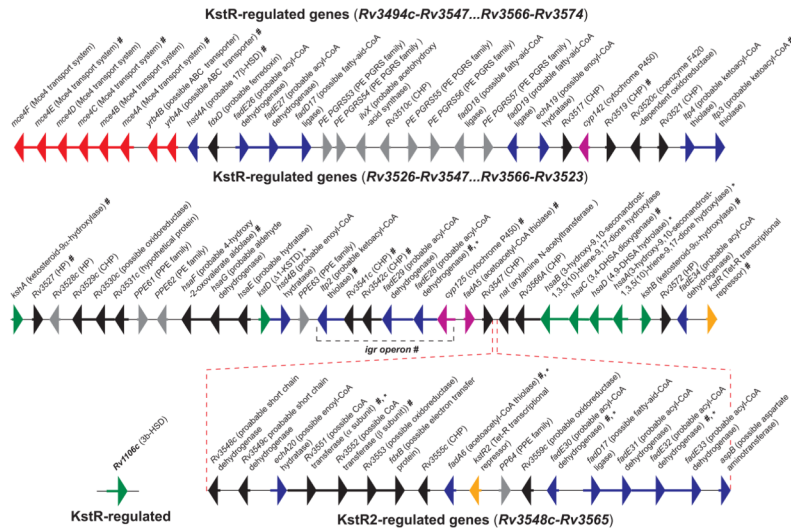 KstR-regulated genes (Rv3494c-Rv3547...Rv3566-Rv3574)
mce4F (Mce4 transport system)
mce4E (Mce4 transport system) #
mce4D (Mce4 transport system) #
mce4C (Mce4 transport system) #
mce4B (Mce4 transport system) #
mce4A (Mce4 transport system) #
yrb4B (possible ABC transporter)
yrb4A (possible ABC transporter) #
hsd4A (probable 17β-HSD) #
fdxD (probable ferredoxin)
fadE26 (probable acyl-CoA
dehydrogenase)
fadE27 (probable acyl-CoA
dehydrogenase)
fadD17 (possible fatty-aid-CoA
ligase)
PE PGRS53 (PE PGRS family)
PE PGRS54 (PE PGRS family )
ilvX (probable acetohydroxy
-acid synthase)
Rv3510c (CHP)
PE PGRS55 (PE PGRS family)
PE PGRS56 (PE PGRS family)
fadD18 (possible fatty-aid-CoA
ligase)
PE PGRS57 (PE PGRS family )
fadD19 (possible fatty-aid-CoA
ligase)
echA19 (possible enoyl-CoA
hydratase)
Rv3517 (CHP)
cyp142 (cytochrome P450)
Rv3519 (CHP) #
Rv3520c (coenzyme F420
-dependent oxidoreductase)
Rv3521 (CHP)
ltp4 (probable ketoacyl-CoA
thiolase)
ltp3 (probable ketoacyl-CoA #
thiolase)
KstR-regulated genes (Rv3526-Rv3547...Rv3566-Rv3523)
kshA (ketosteroid-9α-hydroxylase) #
Rv3527 (HP) #
Rv3528c (HP)
Rv3529c (CHP)
Rv3530c (possible oxidoreductase)
Rv3531c (hypothetical protein)
PPE61 (PPE family)
PPE62 (PE family)
hsaF (probable 4-hydroxy
-2-oxovalerate aldolase) #
hsaG (probable aldehyde
dehydrogenase)
hsaE (probable hydratase)
kstD (Δ1-KSTD) *
hsd4B (probable enoyl-CoA
hydratase)
PPE63 (PPE family)
ltp2 (probable ketoacyl-CoA
thiolase) #
Rv3541c (CHP) #
Rv3542c (CHP) #
fadE29 (probable acyl-CoA
dehydrogenase) #
fadE28 (probable acyl-CoA
dehydrogenase) #, *
cyp125 (cytochrome P450) #
fadA5 (acetoacetyl-CoA thiolase) #
Rv3547 (CHP)
nat (arylamine N-acetyltransferase )
Rv3566A (CHP)
hsaB (3-hydroxy-9,10-seconandrost-
1,3,5(10)-triene-9,17-dione hydroxylase
hsaC (3,4-DHSA dioxygenase) #
hsaD (4,9-DHSA hydrolase) *
hsaA (3-hydroxy-9,10-seconandrost-
1,3,5(10)-triene-9,17-dione hydroxylase) *
kshB (ketosteroid-9α-hydroxylase) #
Rv3572 (HP)
fadE34 (probable acyl-CoA
dehydrogenase)
kstR (Tet-R transcriptional
repressor) #
igr operon #
Rv1106c (3b-HSD)
KstR-regulated
Rv3548c (proabable short chain
dehydrogenase
Rv3549c proabable short chain
dehydrogenase
echA20 (possible enoyl-CoA
hydratase)
Rv3551 (possible CoA
transferase (α subunit) #, *
Rv3552 (possible CoA
transferase (β subunit)) #
Rv3553 (possible oxidoreductase)
fdxB (possible electron transfer
protein)
Rv3555c (CHP)
fadA6 (acetoacetyl-CoA thiolase) #, *
kstR2 (Tet-R transcriptional
repressor)
PP64 (PPE family)
Rv3559c (probable oxidoreductase)
fadE30 (probable acyl-CoA
dehydrogenase) #, *
fadD17 (possible fatty-aid-CoA
ligase)
fadE31 (probable acyl-CoA
dehydrogenase)
fadE32 (probable acyl-CoA
dehydrogenase) #, *
fadE33 (probable acyl-CoA
dehydrogenase)
aspB (possible aspartate
aminotransferase)
KstR2-regulated genes (Rv3548c-Rv3565)